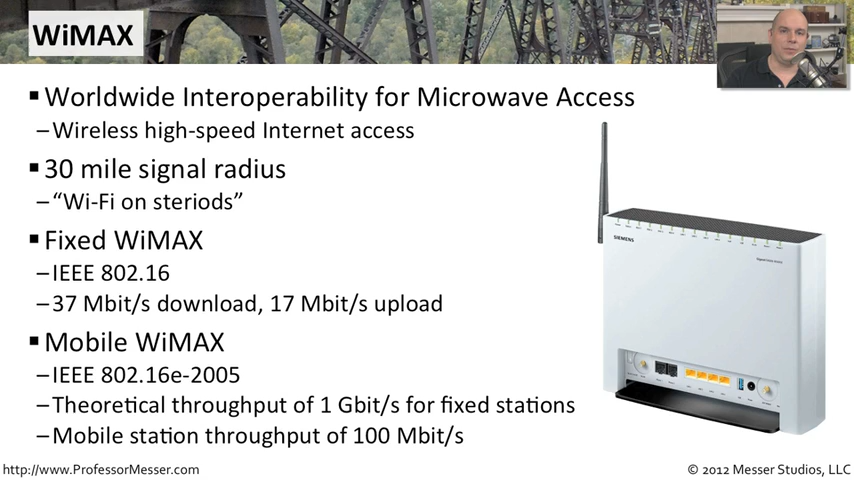 WiMAX
▪Worldwide Interoperability for Microwave Access
–Wireless high-speed Internet access
▪30 mile signal radius
–“Wi-Fi on steriods”
▪Fixed WiMAX
–IEEE 802.16
–37 Mbit/s download, 17 Mbit/s upload
▪Mobile WiMAX
–IEEE 802.16e-2005
–Theoretical throughput of 1 Gbit/s for fixed stations
–Mobile station throughput of 100 Mbit/s
SIEMENS
http://www.ProfessorMesser.com
© 2012 Messer Studios, LLC